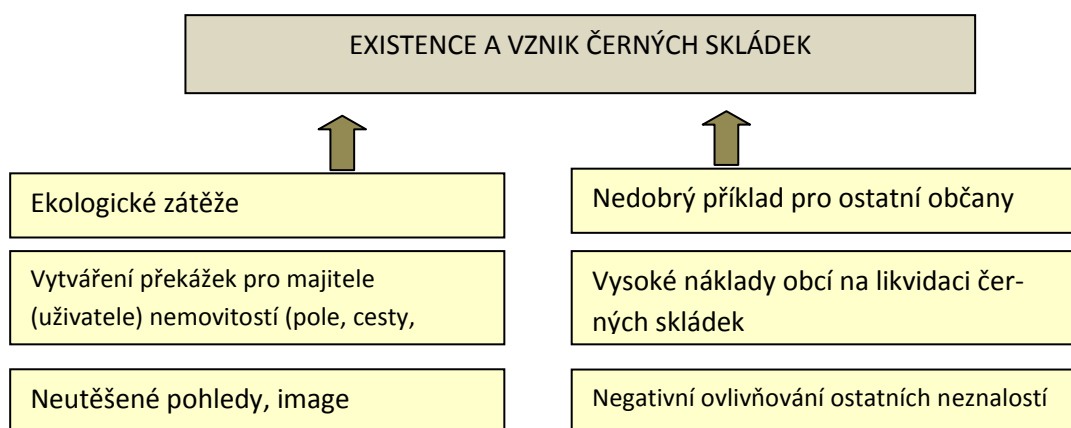 EXISTENCE A VZNIK ČERNÝCH SKLÁDEK
Ekologické zátěže
Vytváření překážek pro majitele
(uživatele) nemovitostí (pole, cesty,
Neutěšené pohledy, image
Nedobrý příklad pro ostatní občany
Vysoké náklady obcí na likvidaci čer-
ných skládek
Negativní ovlivňování ostatních neznalostí